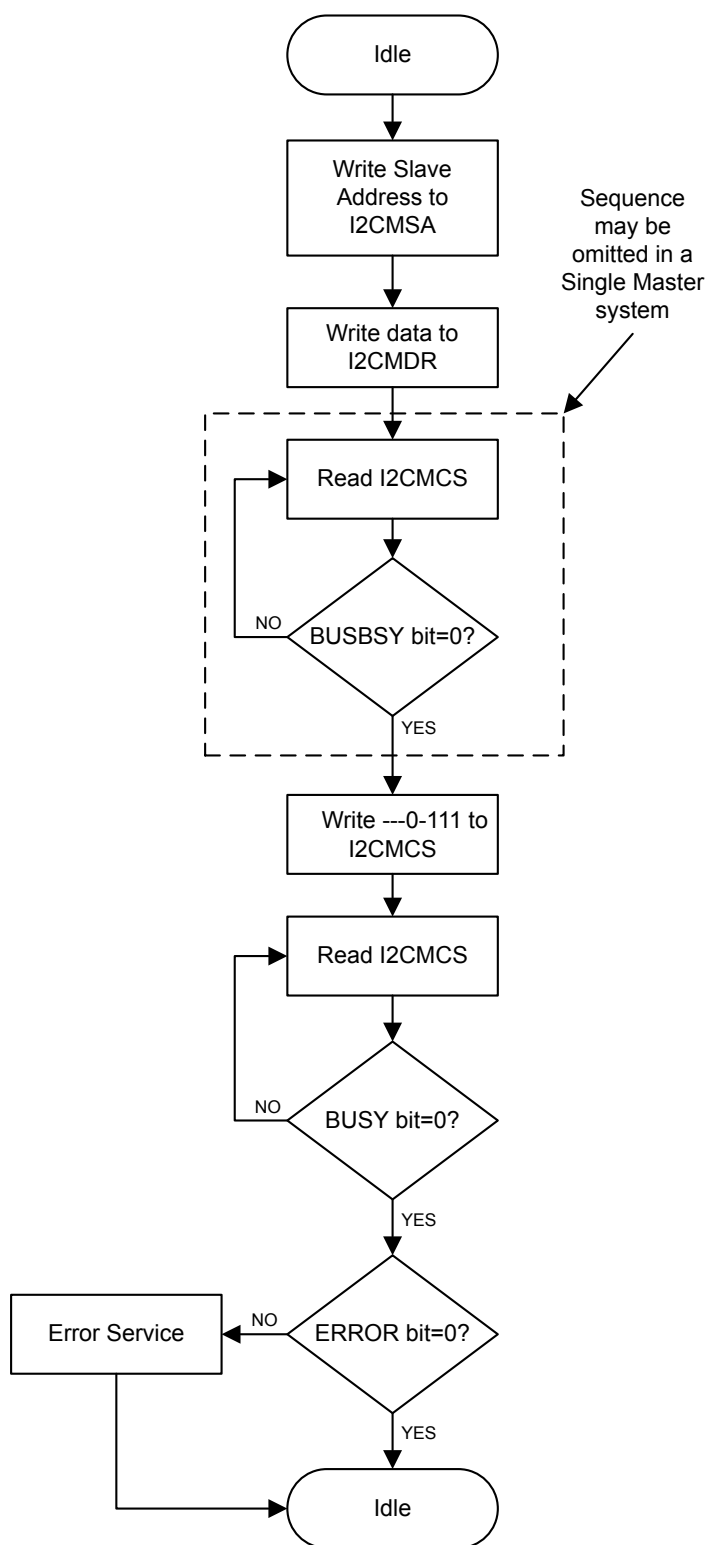 Idle
Write Slave
Address to
I2CMSA
Sequence
may be
omitted in a
Single Master
system
Write data to
I2CMDR
Read I2CMCS
NO
BUSBSY bit=0?
YES
Write ---0-111 to
I2CMCS
Read I2CMCS
NO
BUSY bit=0?
YES
Error Service
NO
ERROR bit=0?
YES
Idle